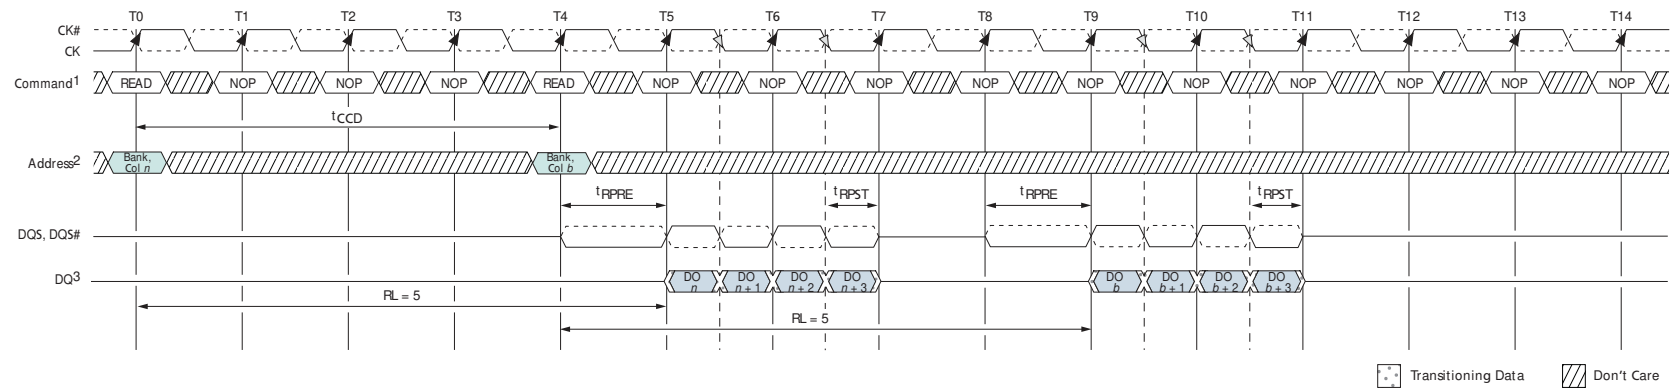 T0 T1 T2 T3 T4 T5 T6 T7 T8 T9 T10 T11 T12 T13 T14
CK#
CK
Command1 READ NOP NOP NOP READ NOP NOP NOP NOP NOP NOP NOP NOP NOP NOP
tCCD
Address2 Bank, Col n Bank, Col b
tRPRE tRPST tRPRE tRPST
DQS, DQS#
DQ3 DO n DO n + 1 DO n + 2 DO n + 3 DO b DO b + 1 DO b + 2 DO b + 3
RL = 5
RL = 5
Transitioning Data Don't Care